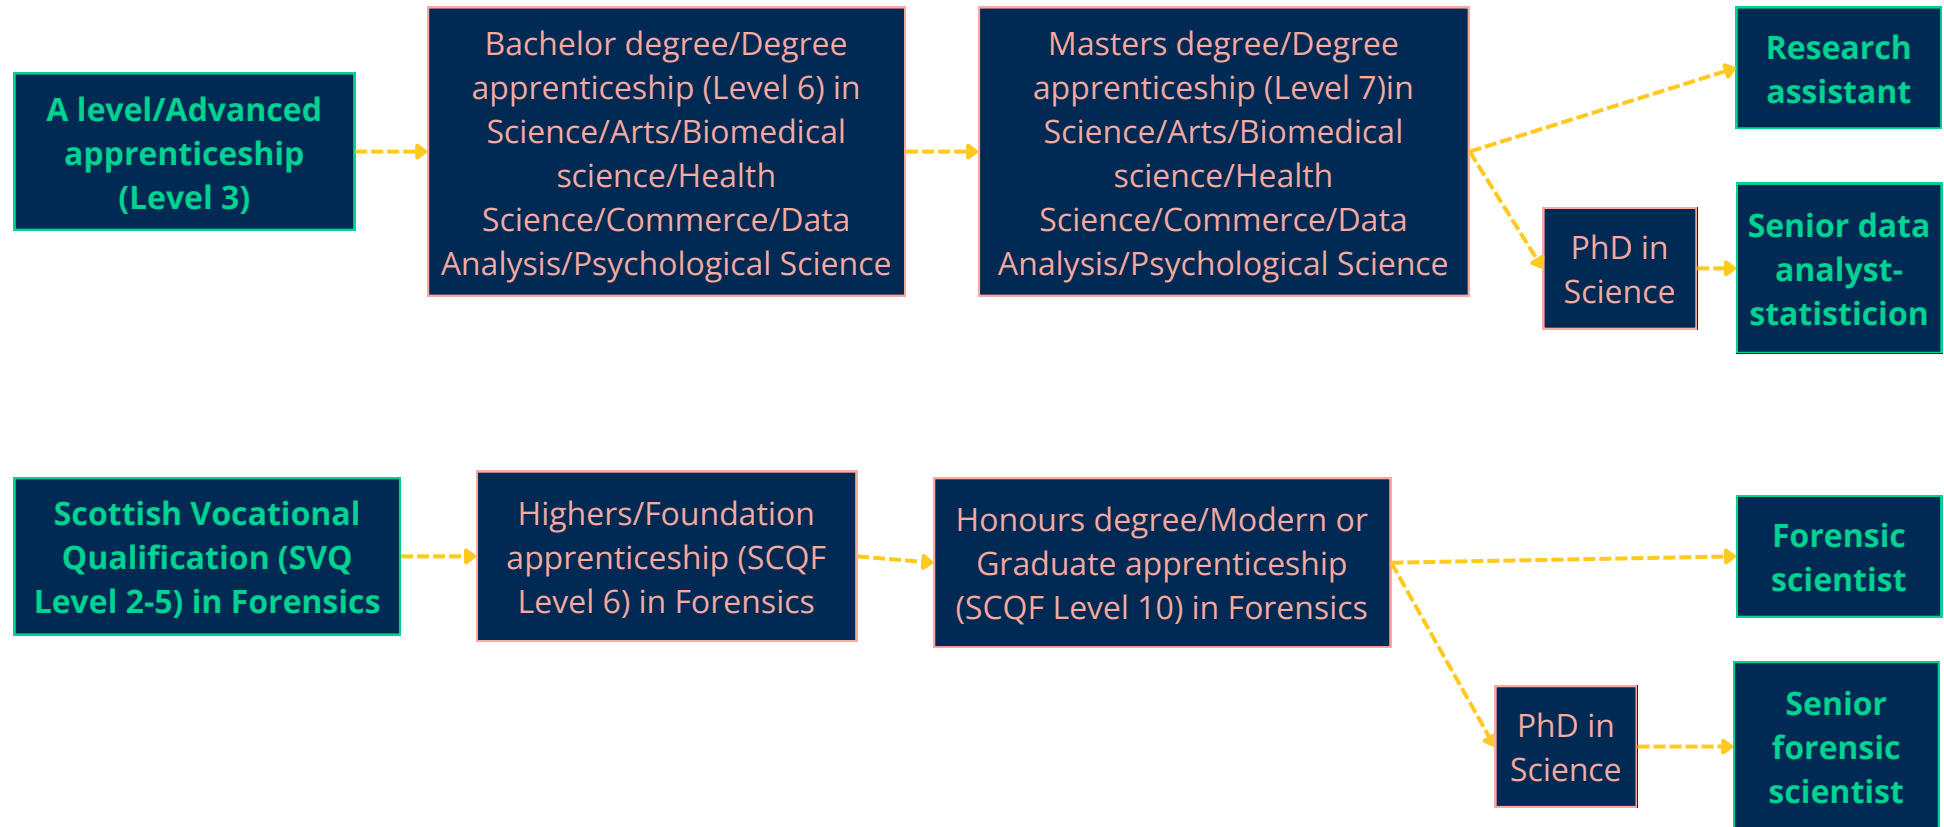 A level/Advanced
apprenticeship
(Level 3)
Bachelor degree/Degree
apprenticeship (Level 6) in
Science/Arts/Biomedical
science/Health
Science/Commerce/Data
Analysis/Psychological Science
Masters degree/Degree
apprenticeship (Level 7)in
Science/Arts/Biomedical
science/Health
Science/Commerce/Data
Analysis/Psychological Science
Research
assistant
PhD in
Science
Senior data
analyst-
statisticion
Scottish Vocational
Qualification (SVQ
Level 2-5) in Forensics
Highers/Foundation
apprenticeship (SCQF
Level 6) in Forensics
Honours degree/Modern or
Graduate apprenticeship
(SCQF Level 10) in Forensics
Forensic
scientist
PhD in
Science
Senior
forensic
scientist